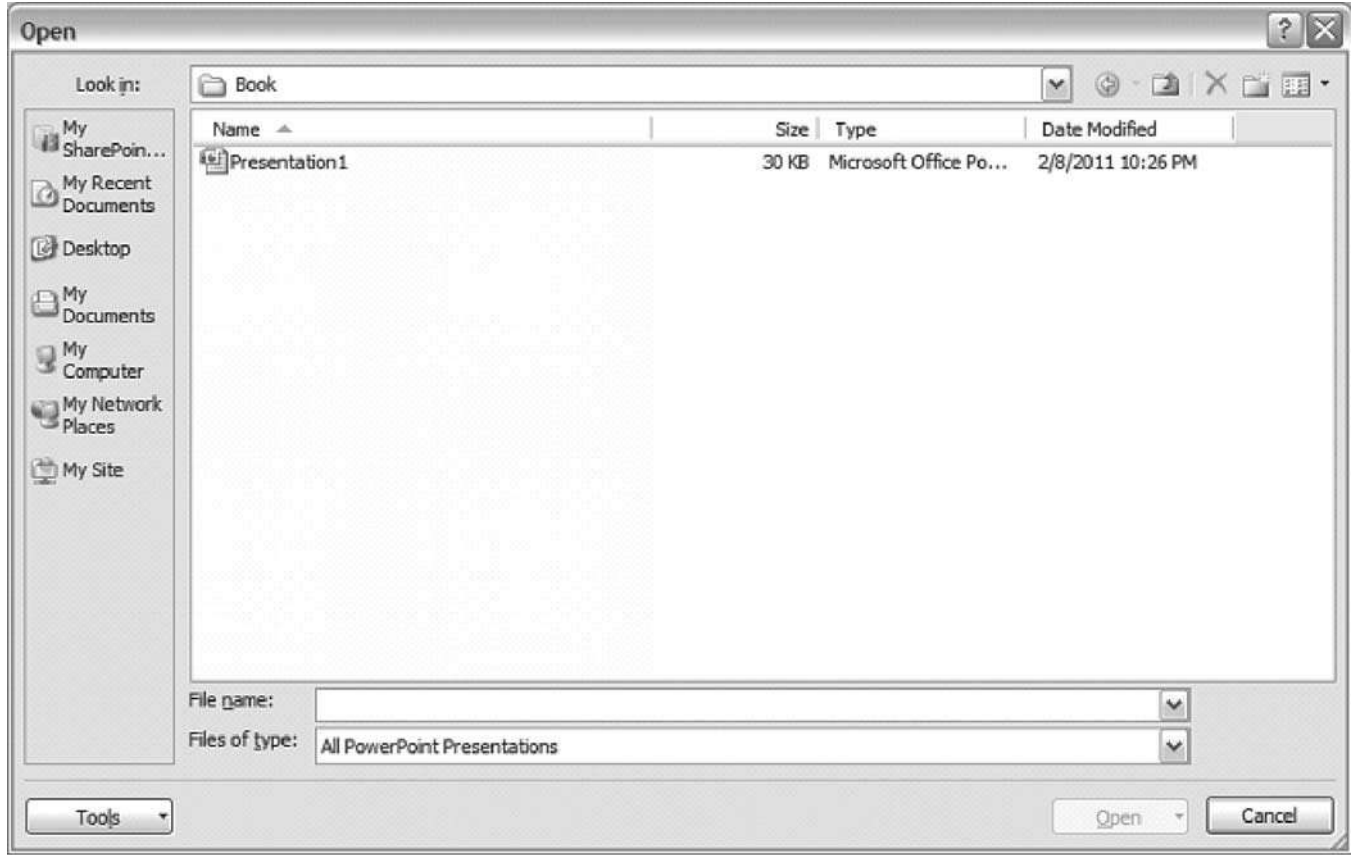 Open
Look in:
Book
My
SharePoin...
My Recent
Documents
Desktop
My
Documents
My
Computer
My Network
Places
My Site
Name Size Type Date Modified
Presentation1 30 KB Microsoft Office Po... 2/8/2011 10:26 PM
File name:
Files of type: All PowerPoint Presentations
Tools Open Cancel